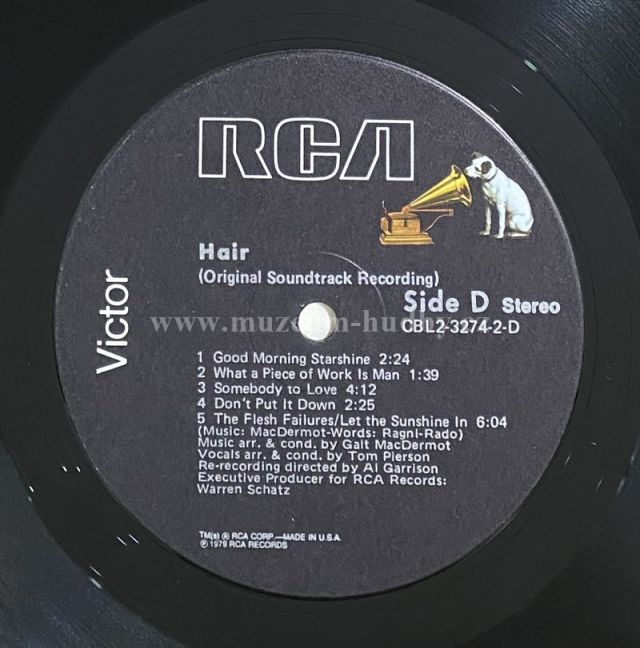 RCA
Victor
Hair
(Original Soundtrack Recording)
Side D Stereo
CBL2-3274-2-D
www.muzeum-hudby.cz
1 Good Morning Starshine 2:24
2 What a Piece of Work Is Man 1:39
3 Somebody to Love 4:12
4 Don't Put It Down 2:25
5 The Flesh Failures/Let the Sunshine In 6:04
(Music: MacDermot-Words: Ragni-Rado)
Music arr. & cond. by Galt MacDermot
Vocals arr. & cond. by Tom Pierson
Re-recording directed by Al Garrison
Executive Producer for RCA Records:
Warren Schatz
TM(s) ® RCA CORP.—MADE IN U.S.A.
℗ 1979 RCA RECORDS